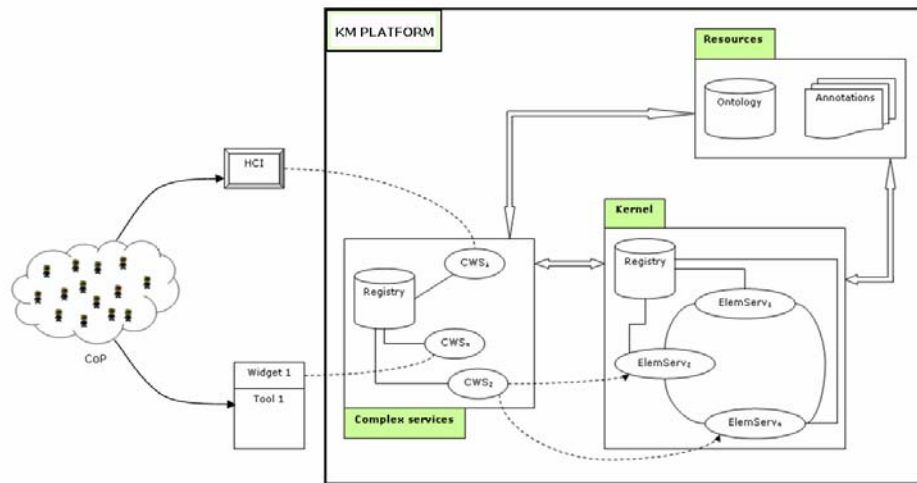 KM PLATFORM
Resources
Ontology
Annotations
HCI
Kernel
Registry
CWS₁
Registry
ElemServ₁
CoP
Widget 1
CWSₙ
ElemServ₂
Tool 1
CWS₂
Complex services
ElemServₙ